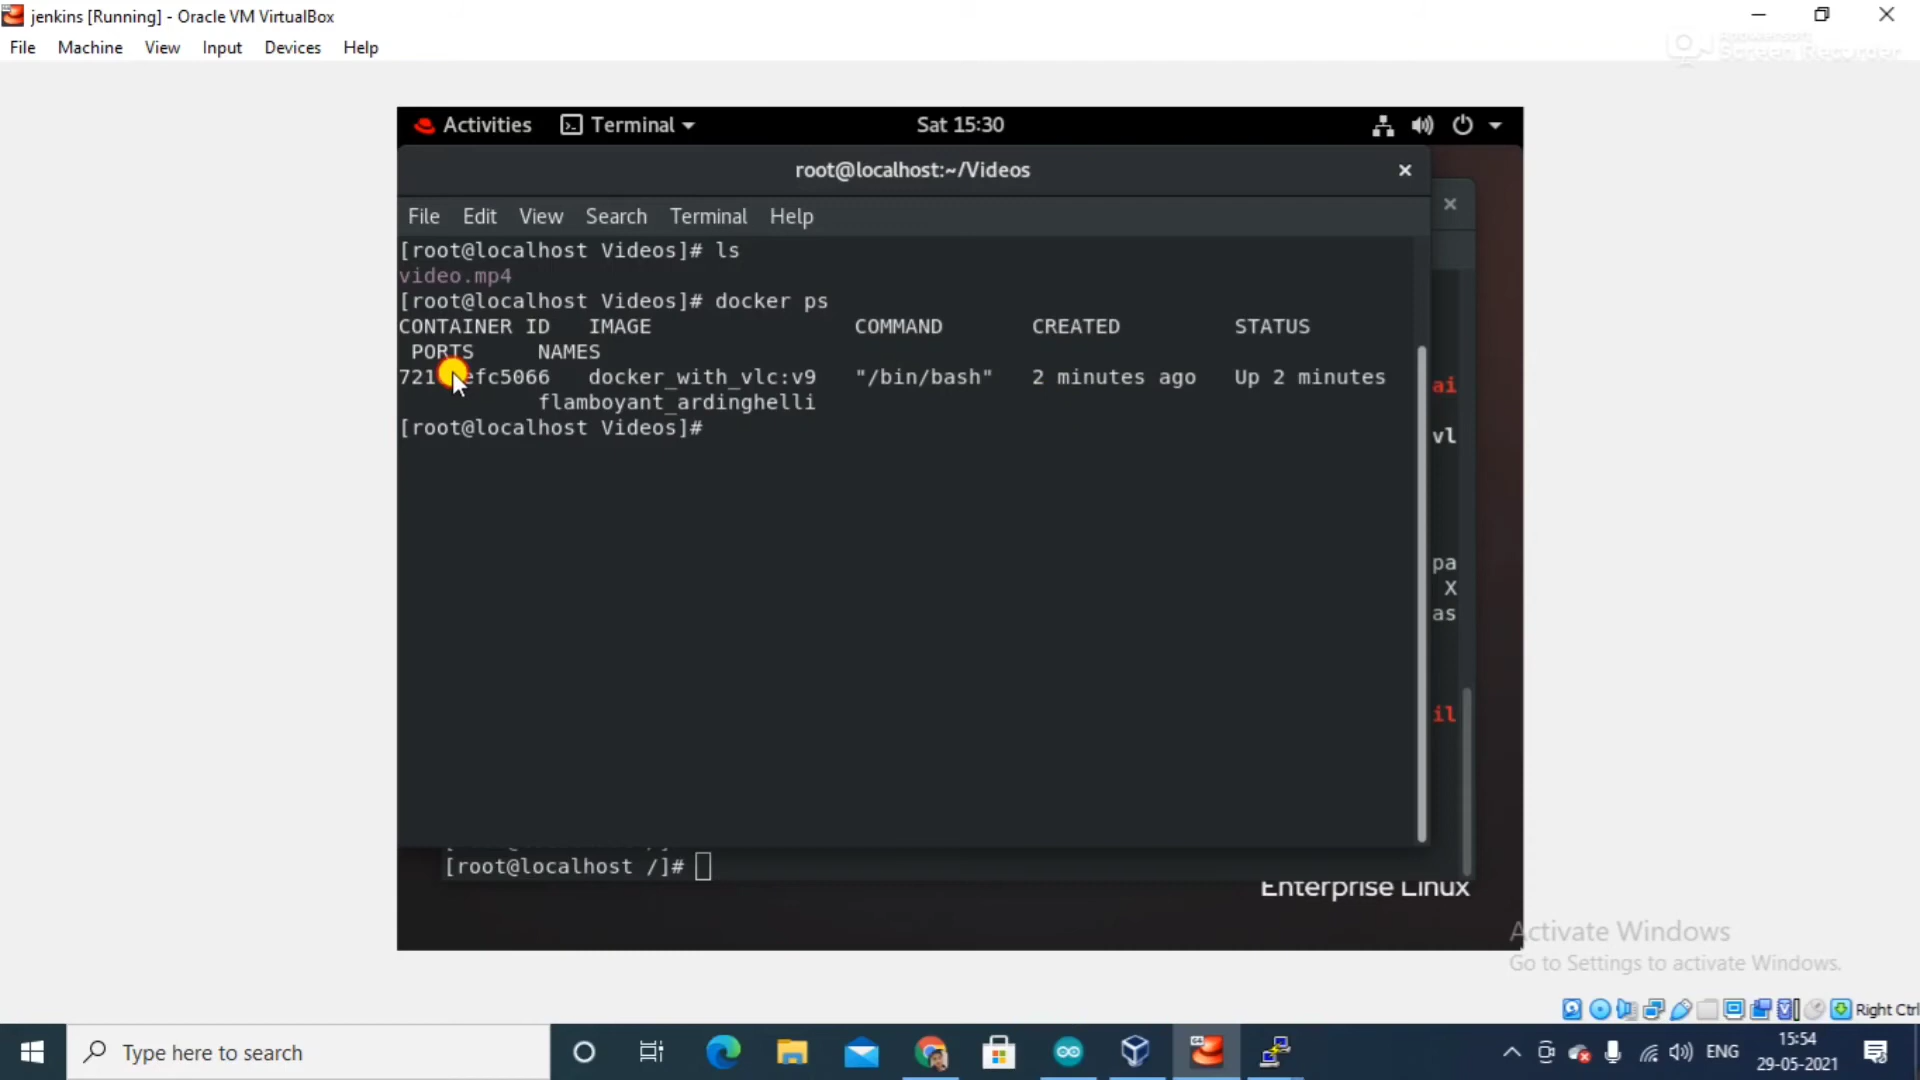 jenkins [Running] - Oracle VM VirtualBox
File Machine View Input Devices Help
Screen Recorder
Activities Terminal Sat 15:30
root@localhost:~/Videos
File Edit View Search Terminal Help
[root@localhost Videos]# ls
video.mp4
[root@localhost Videos]# docker ps
CONTAINER ID IMAGE COMMAND CREATED STATUS
PORTS NAMES
docker_with_vlc:v9 "/bin/bash" 2 minutes ago Up 2 minutes
flamboyant_ardinghelli
[root@localhost Videos]#
ai
vl
pa
X
as
il
[root@localhost /]#
Enterprise Linux
Activate Windows
Go to Settings to activate Windows.
Right Ctrl
Type here to search
ENG
15:54
29-05-2021